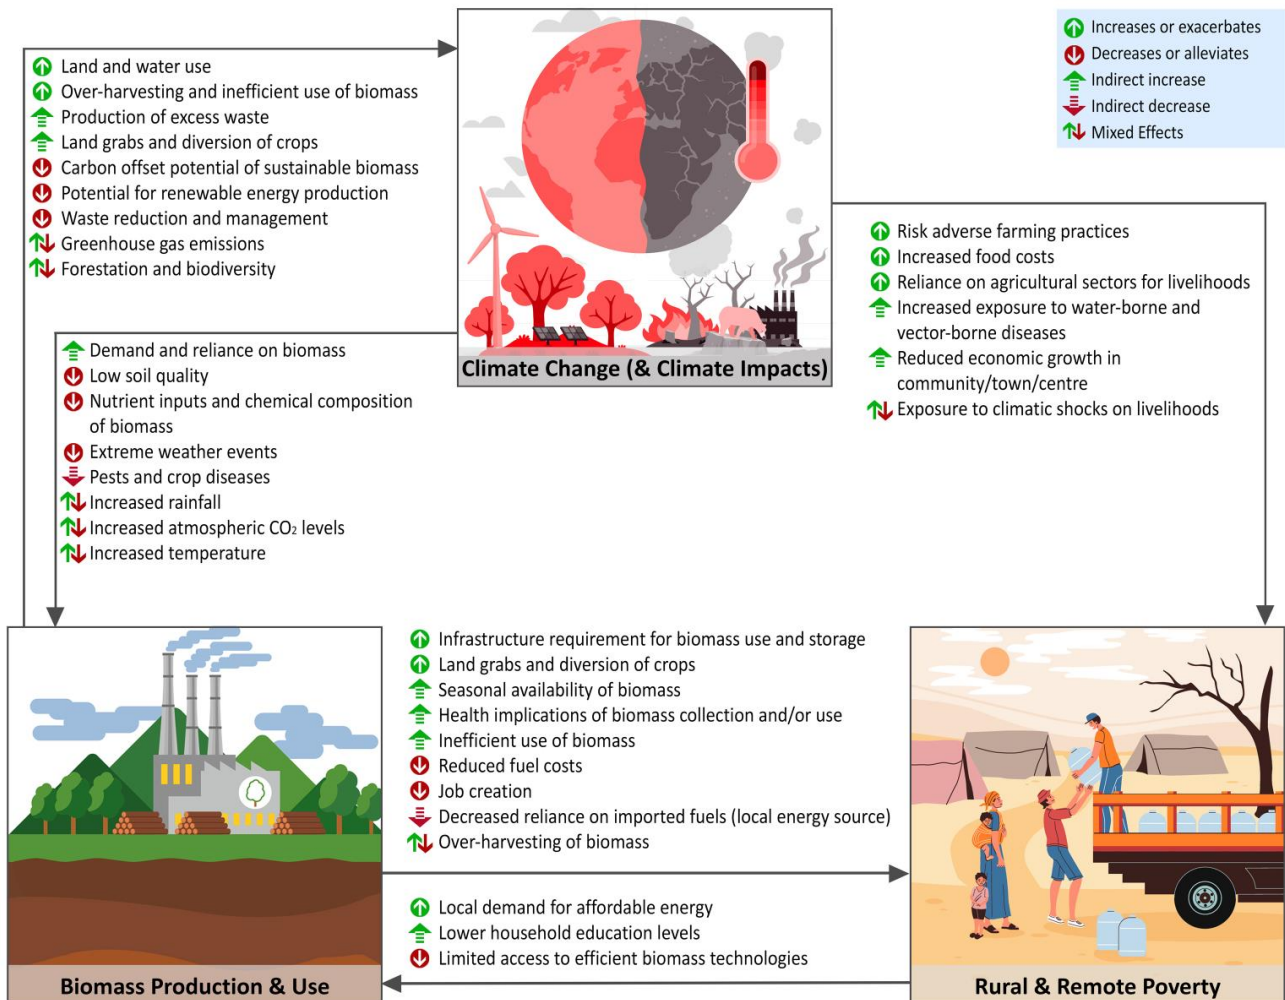 Increases or exacerbates
Decreases or alleviates
Indirect increase
Indirect decrease
Mixed Effects
Land and water use
Over-harvesting and inefficient use of biomass
Production of excess waste
Land grabs and diversion of crops
Carbon offset potential of sustainable biomass
Potential for renewable energy production
Waste reduction and management
Greenhouse gas emissions
Forestation and biodiversity
Climate Change (& Climate Impacts)
Risk adverse farming practices
Increased food costs
Reliance on agricultural sectors for livelihoods
Increased exposure to water-borne and
vector-borne diseases
Reduced economic growth in
community/town/centre
Exposure to climatic shocks on livelihoods
Demand and reliance on biomass
Low soil quality
Nutrient inputs and chemical composition
of biomass
Extreme weather events
Pests and crop diseases
Increased rainfall
Increased atmospheric CO₂ levels
Increased temperature
Infrastructure requirement for biomass use and storage
Land grabs and diversion of crops
Seasonal availability of biomass
Health implications of biomass collection and/or use
Inefficient use of biomass
Reduced fuel costs
Job creation
Decreased reliance on imported fuels (local energy source)
Over-harvesting of biomass
Local demand for affordable energy
Lower household education levels
Limited access to efficient biomass technologies
Biomass Production & Use
Rural & Remote Poverty